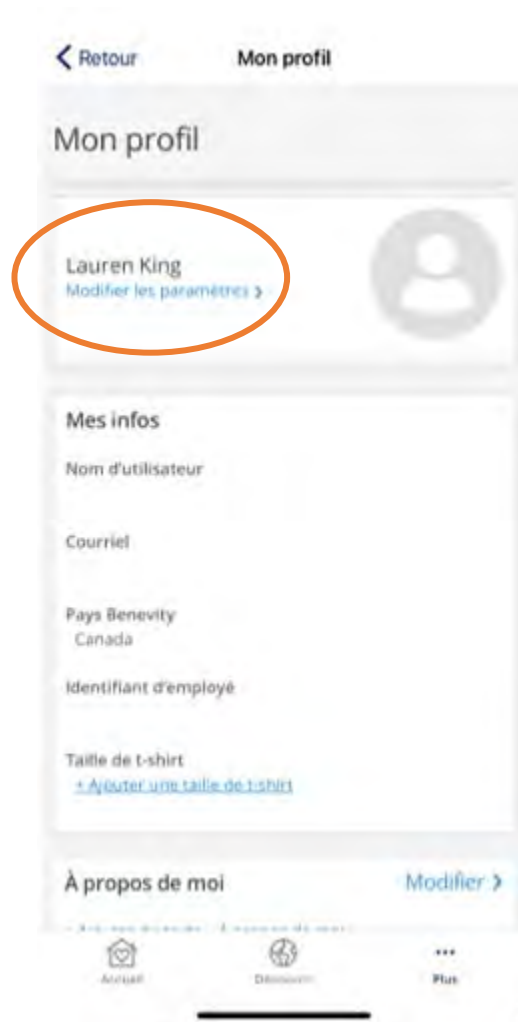 Retour
Mon profil
Mon profil
Lauren King
Modifier les paramètres
Mes infos
Nom d'utilisateur
Courriel
Pays Benevity
Canada
Identifiant d'employé
Taille de t-shirt
+ Ajouter une taille de t-shirt
À propos de moi
Modifier
Accueil
Découvrir
Plus